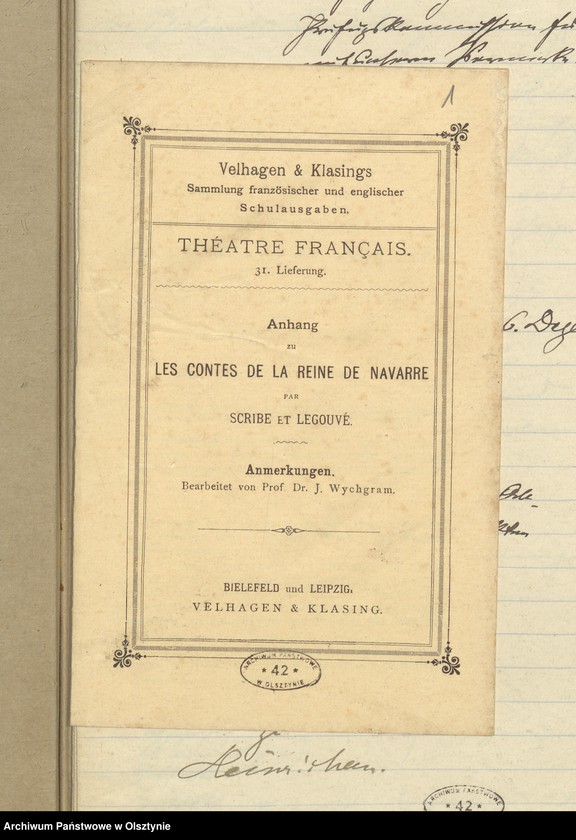 1
Velhagen & Klasings
Sammlung französischer und englischer
Schulausgaben.
THÉATRE FRANÇAIS.
31. Lieferung.
Anhang
zu
LES CONTES DE LA REINE DE NAVARRE
PAR
SCRIBE ET LEGOUVÉ.
Anmerkungen.
Bearbeitet von Prof Dr. J. Wychgram.
BIELEFELD und LEIPZIG,
VELHAGEN & KLASING.
ARCHIWUM PAŃSTWOWE
* 42 *
W OLSZTYNIE
6.
ARCHIWUM PAŃSTWOWE
* 42 *
Archiwum Państwowe w Olsztynie